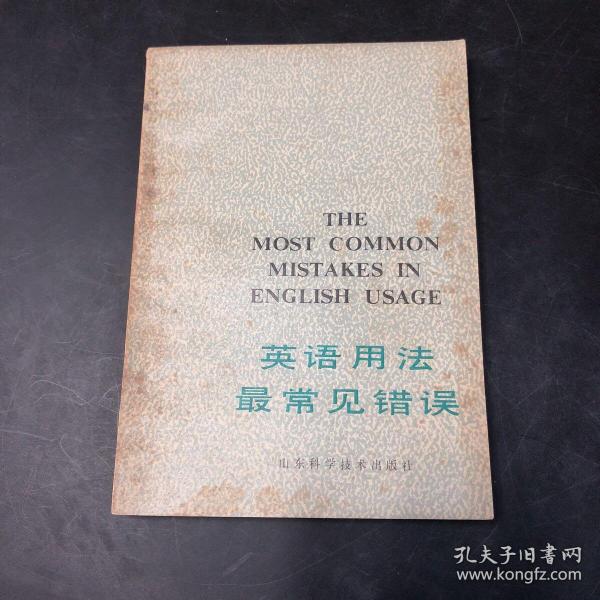 THE
MOST COMMON
MISTAKES IN
ENGLISH USAGE
英语用法
最常见错误
山东科学技术出版社
孔夫子旧书网
www.kongfz.com